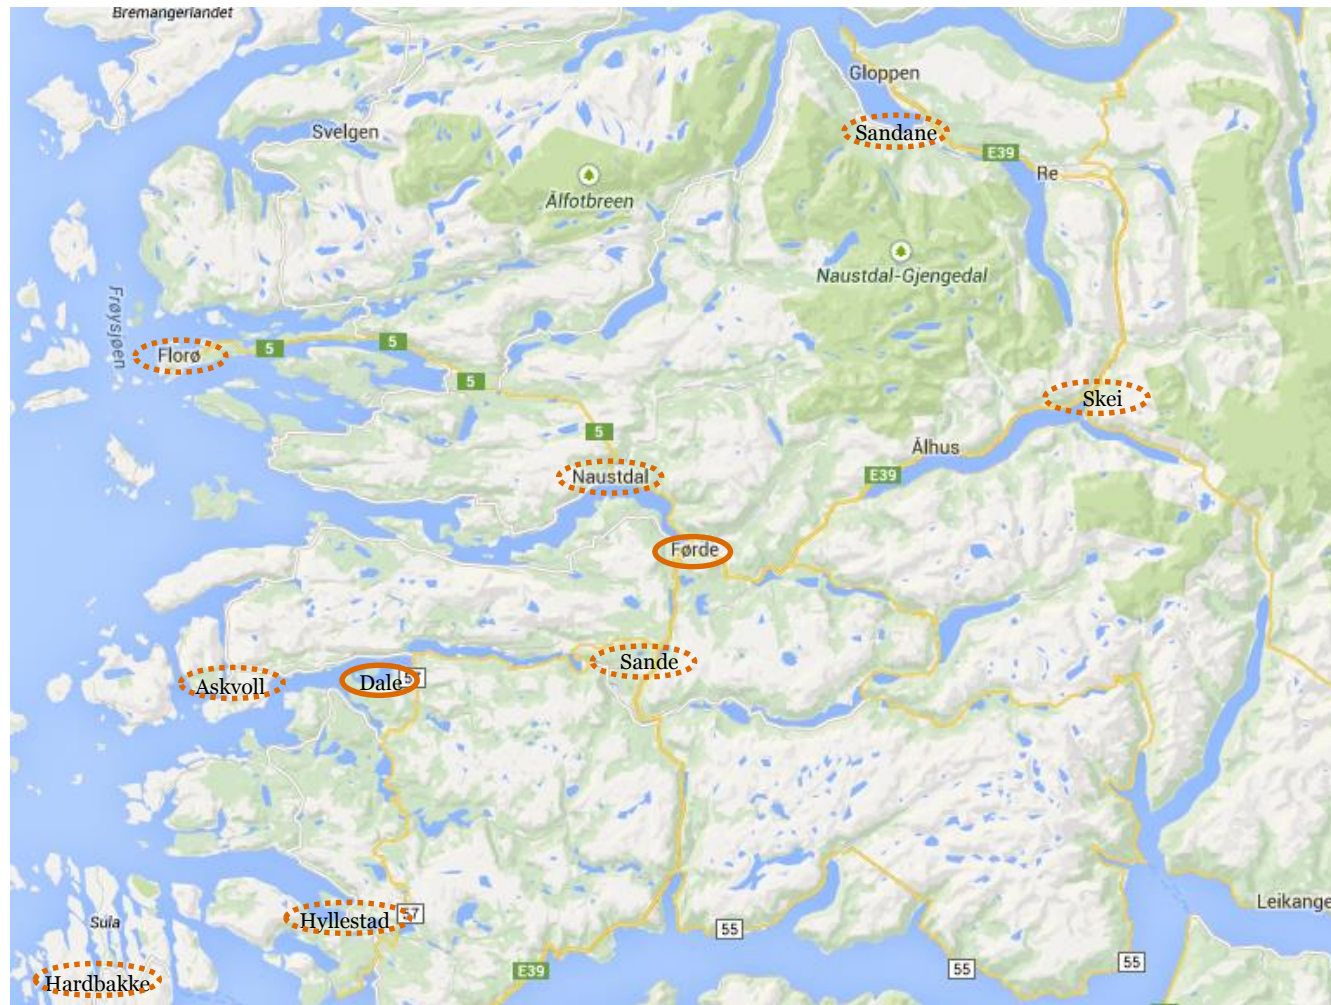 Bremangerlandet
Gloppen
Svelgen
Sandane
E39
Re
Ålfotbreen
Naustdal-Gjengedal
Frøysjøen
Florø
5
5
5
Skei
5
Ålhus
Naustdal
E39
Førde
Sande
Askvoll
Dale
57
Hyllestad
57
Sula
55
Leikange
Hardbakke
E39
55
55